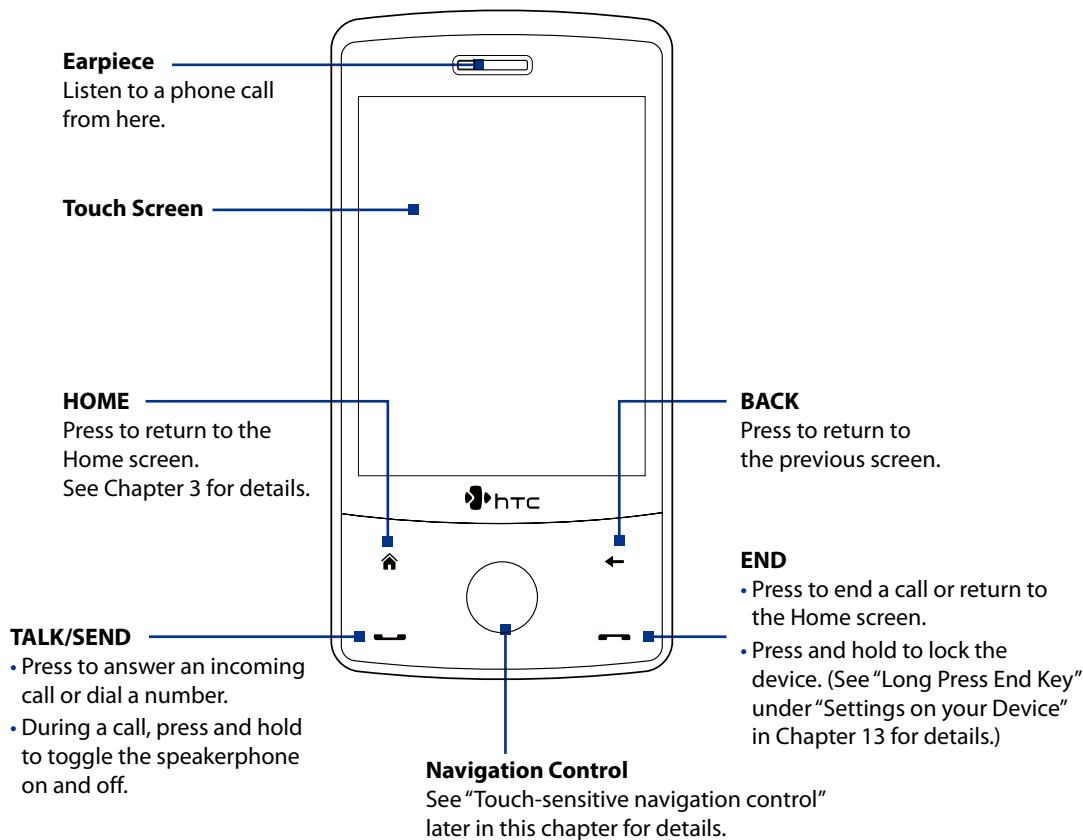 Earpiece
Listen to a phone call
from here.
Touch Screen
HOME
Press to return to the
Home screen.
See Chapter 3 for details.
BACK
Press to return to
the previous screen.
htc
END
• Press to end a call or return to
the Home screen.
• Press and hold to lock the
device. (See “Long Press End Key”
under “Settings on your Device”
in Chapter 13 for details.)
TALK/SEND
• Press to answer an incoming
call or dial a number.
• During a call, press and hold
to toggle the speakerphone
on and off.
Navigation Control
See “Touch-sensitive navigation control”
later in this chapter for details.